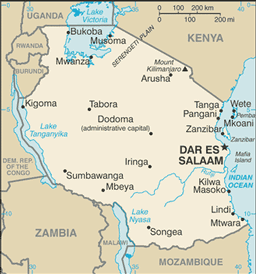 UGANDA
Lake
Victoria
0 100 200 km
0 100 200 mi
KENYA
RWANDA
Bukoba
Musoma
SERENGETI PLAIN
Mount
Kilimanjaro
BURUNDI
Mwanza
Arusha
Kigoma
Tabora
Tanga
Wete
Pangani
Pemba
Mkoani
Dodoma
(administrative capital)
Zanzibar
Lake
Tanganyika
DAR ES
SALAAM
Mafia
Island
DEM. REP.
OF THE
CONGO
Iringa
Sumbawanga
Mbeya
Kilwa
Masoko
INDIAN
OCEAN
ZAMBIA
Lake
Nyasa
Lindi
Mtwara
MALAWI
Songea
MOZAMBIQUE